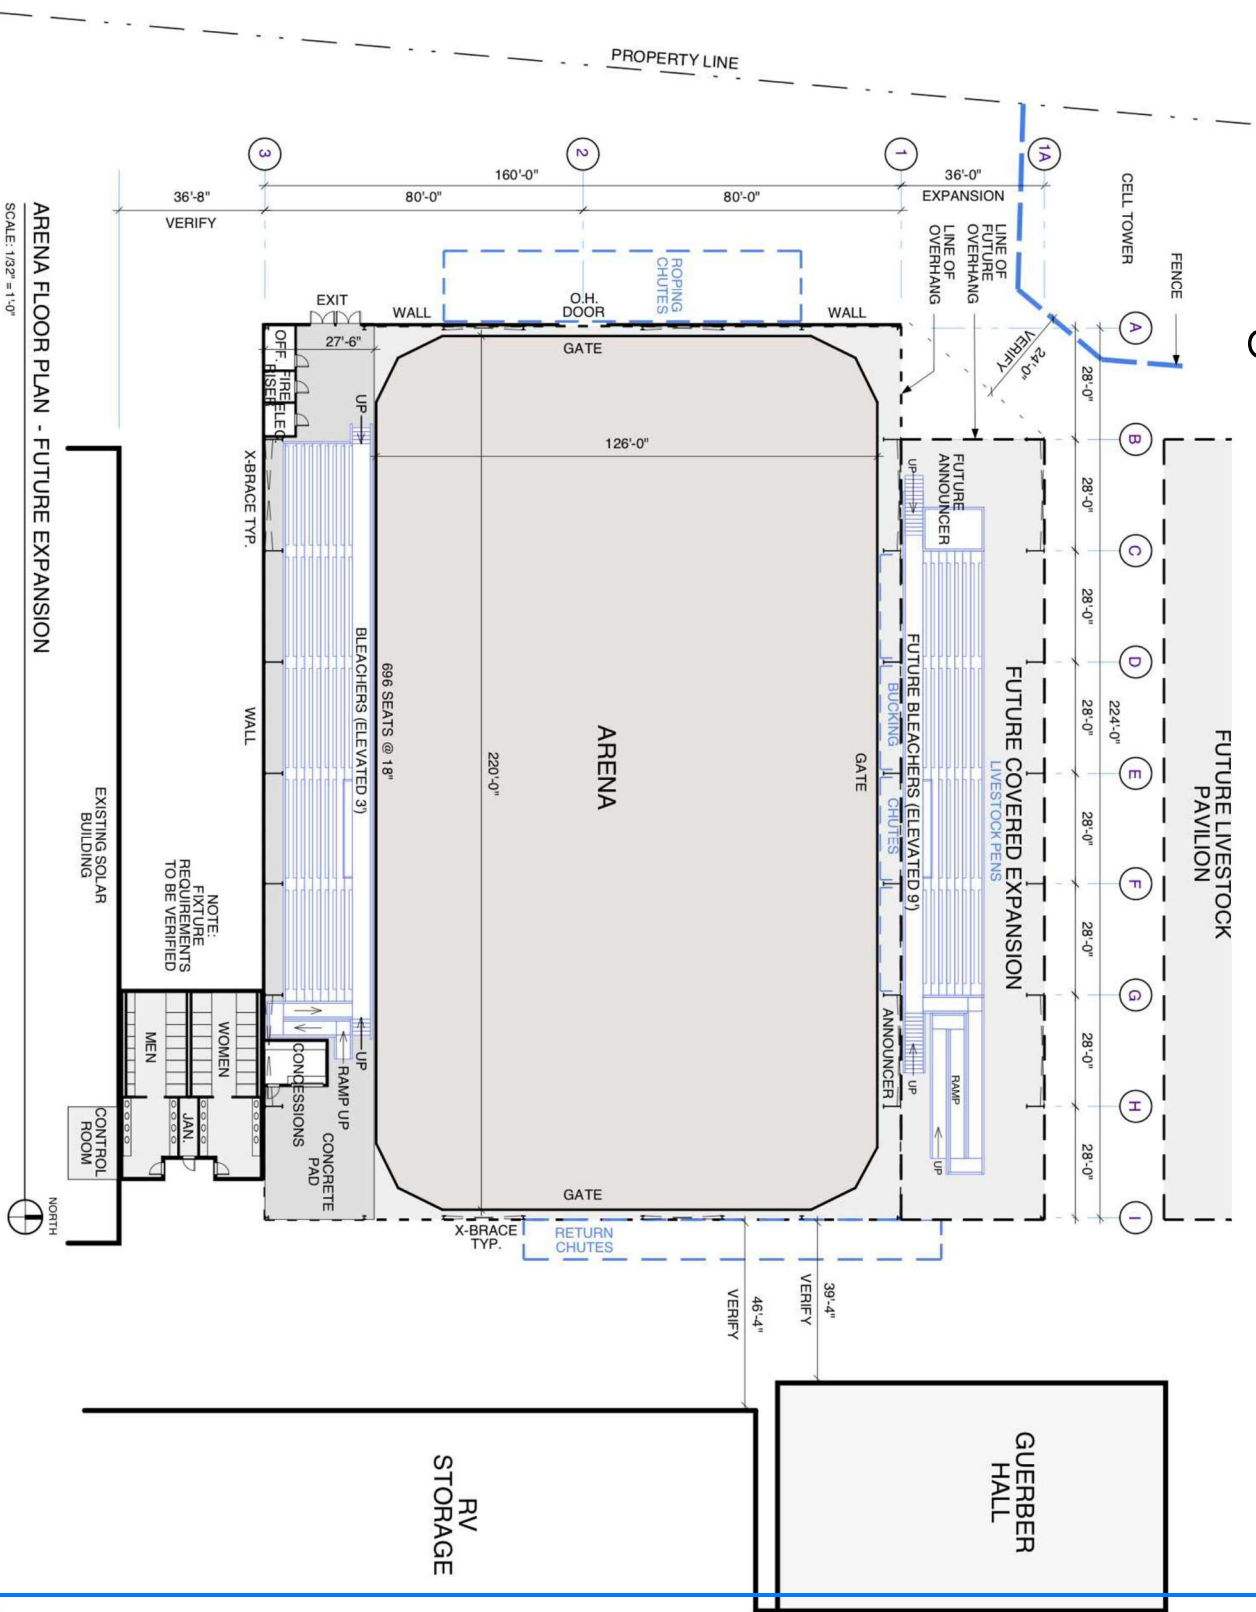 PROPERTY LINE
3
2
1
1A
160'-0"
36'-0"
36'-8"
80'-0"
80'-0"
EXPANSION
VERIFY
CELL TOWER
FENCE
LINE OF
FUTURE
OVERHANG
LINE OF
OVERHANG
ROPING
CHUTES
EXIT
WALL
O.H.
DOOR
WALL
GATE
27'-6"
OFF.
FIRE
RISER
ELEC.
UP
24'-0"
VERIFY
A
B
C
D
E
F
G
H
I
28'-0"
28'-0"
28'-0"
28'-0"
28'-0"
28'-0"
28'-0"
28'-0"
224'-0"
126'-0"
220'-0"
ARENA
X-BRACE TYP.
WALL
BLEACHERS (ELEVATED 3')
696 SEATS @ 18"
UP
FUTURE
ANNOUNCER
BUCKING
CHUTES
GATE
FUTURE BLEACHERS (ELEVATED 9')
FUTURE COVERED EXPANSION
LIVESTOCK PENS
FUTURE LIVESTOCK
PAVILION
ANNOUNCER
UP
RAMP
UP
EXISTING SOLAR
BUILDING
NOTE:
FIXTURE
REQUIREMENTS
TO BE VERIFIED
MEN
WOMEN
JAN.
CONTROL
ROOM
CONCESSIONS
RAMP UP
UP
CONCRETE
PAD
GATE
X-BRACE
TYP.
RETURN
CHUTES
46'-4"
VERIFY
39'-4"
VERIFY
RV
STORAGE
GUERBER
HALL
ARENA FLOOR PLAN - FUTURE EXPANSION
SCALE: 1/32" = 1'-0"
NORTH